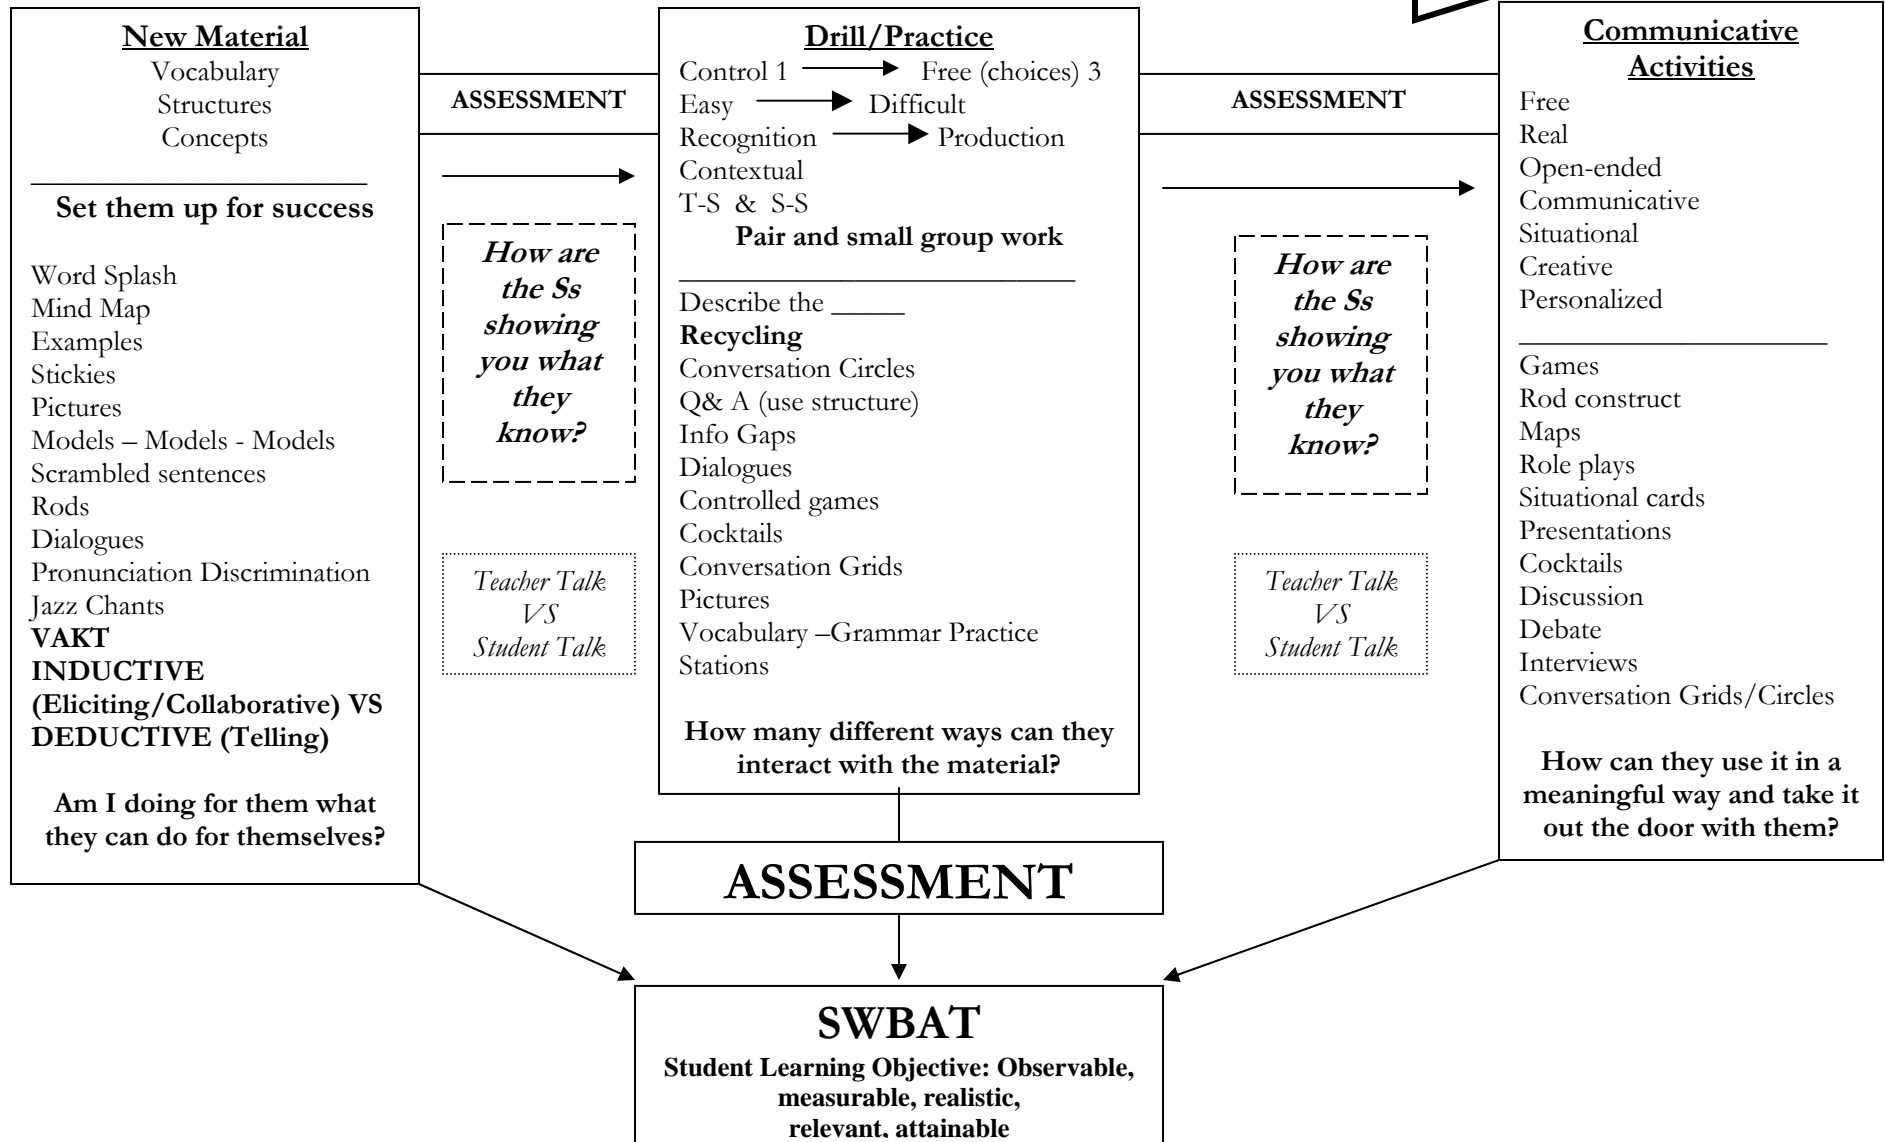 New Material
Vocabulary
Structures
Concepts
Set them up for success
Word Splash
Mind Map
Examples
Stickies
Pictures
Models – Models - Models
Scrambled sentences
Rods
Dialogues
Pronunciation Discrimination
Jazz Chants
VAKT
INDUCTIVE
(Eliciting/Collaborative) VS
DEDUCTIVE (Telling)
Am I doing for them what
they can do for themselves?
ASSESSMENT
How are
the Ss
showing
you what
they
know?
Teacher Talk
VS
Student Talk
Drill/Practice
Control 1 Free (choices) 3
Easy Difficult
Recognition Production
Contextual
T-S & S-S
Pair and small group work
Describe the _____
Recycling
Conversation Circles
Q& A (use structure)
Info Gaps
Dialogues
Controlled games
Cocktails
Conversation Grids
Pictures
Vocabulary –Grammar Practice
Stations
How many different ways can they
interact with the material?
ASSESSMENT
How are
the Ss
showing
you what
they
know?
Teacher Talk
VS
Student Talk
Communicative
Activities
Free
Real
Open-ended
Communicative
Situational
Creative
Personalized
Games
Rod construct
Maps
Role plays
Situational cards
Presentations
Cocktails
Discussion
Debate
Interviews
Conversation Grids/Circles
How can they use it in a
meaningful way and take it
out the door with them?
ASSESSMENT
SWBAT
Student Learning Objective: Observable,
measurable, realistic,
relevant, attainable